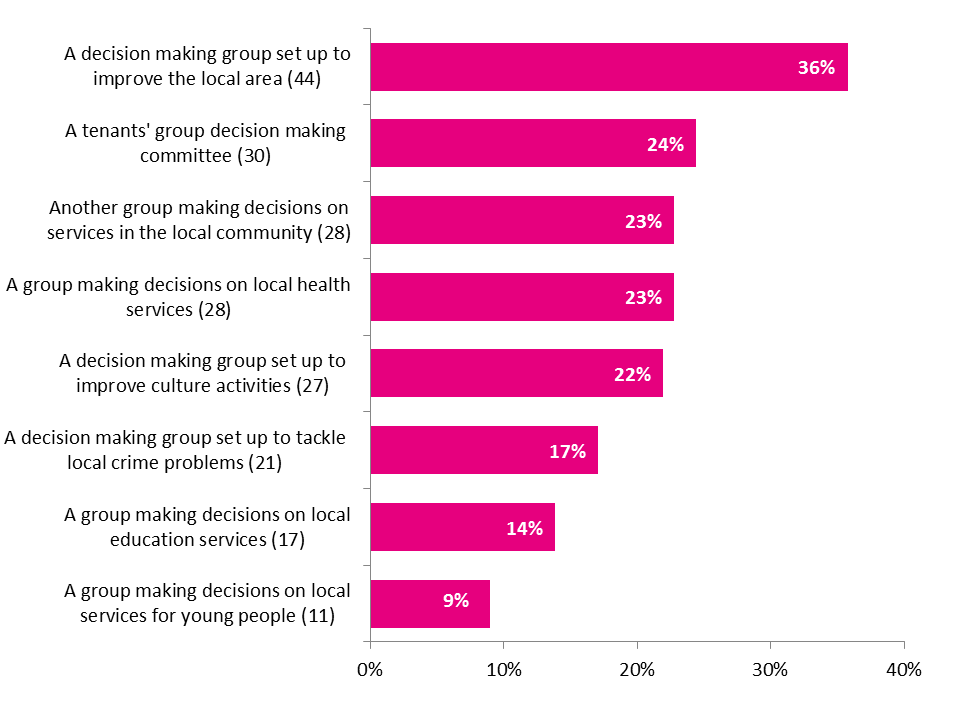 A decision making group set up to
improve the local area (44)
36%
A tenants' group decision making
committee (30)
24%
Another group making decisions on
services in the local community (28)
23%
A group making decisions on local health
services (28)
23%
A decision making group set up to
improve culture activities (27)
22%
A decision making group set up to tackle
local crime problems (21)
17%
A group making decisions on local
education services (17)
14%
A group making decisions on local
services for young people (11)
9%
0% 10% 20% 30% 40%